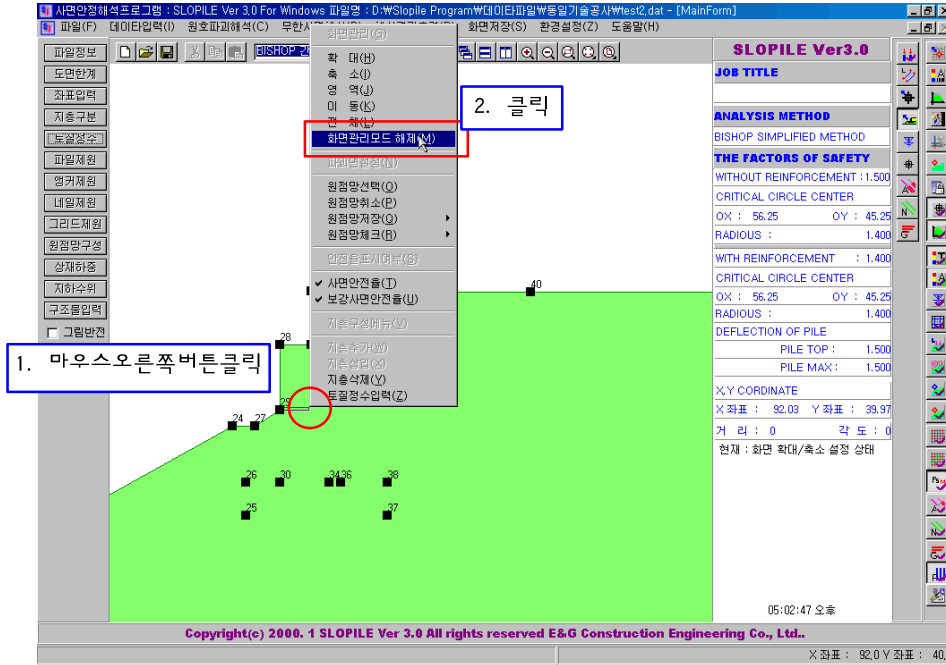 사면안정해석프로그램 : SLOPILE Ver 3,0 For Windows 파일명 : D:₩Slopile Program₩데이타파일₩동일기술공사₩test2,dat - [MainForm]
파일(F) 데이타입력(I) 원호파괴해석(C) 화면저장(S) 환경설정(Z) 도움말(H)
BISHOP
파일정보
도면한계
좌표입력
지층구분
토질정수
파일제원
앵커제원
네일제원
그리드제원
원점망구성
상재하중
지하수위
구조물입력
그림반전
화면관리(G)
확 대(H)
축 소(I)
영 역(J)
이 동(K)
전 체(L)
화면관리모드 해제(M)
파괴면설정(N)
원점망선택(O)
원점망취소(P)
원점망저장(Q)
원점망체크(R)
안전율표시여부(S)
사면안전율(T)
보강사면안전율(U)
지층구성메뉴(V)
지층추가(W)
지층삽입(X)
지층삭제(Y)
토질정수입력(Z)
2. 클릭
1. 마우스오른쪽버튼클릭
40
28
29
24 27
26 30 34 36 38
25 37
SLOPILE Ver3.0
JOB TITLE
ANALYSIS METHOD
BISHOP SIMPLIFIED METHOD
THE FACTORS OF SAFETY
WITHOUT REINFORCEMENT : 1.500
CRITICAL CIRCLE CENTER
OX : 56.25 OY : 45.25
RADIOUS : 1.400
WITH REINFORCEMENT : 1.400
CRITICAL CIRCLE CENTER
OX : 56.25 OY : 45.25
RADIOUS : 1.400
DEFLECTION OF PILE
PILE TOP : 1.500
PILE MAX : 1.500
X,Y CORDINATE
X 좌표 : 92.03 Y 좌표 : 39.97
거 리 : 0 각 도 : 0
현재 : 화면 확대/축소 설정 상태
05:02:47 오후
Copyright(c) 2000. 1 SLOPILE Ver 3.0 All rights reserved E&G Construction Engineering Co., Ltd..
X 좌표 : 92,0 Y 좌표 : 40,